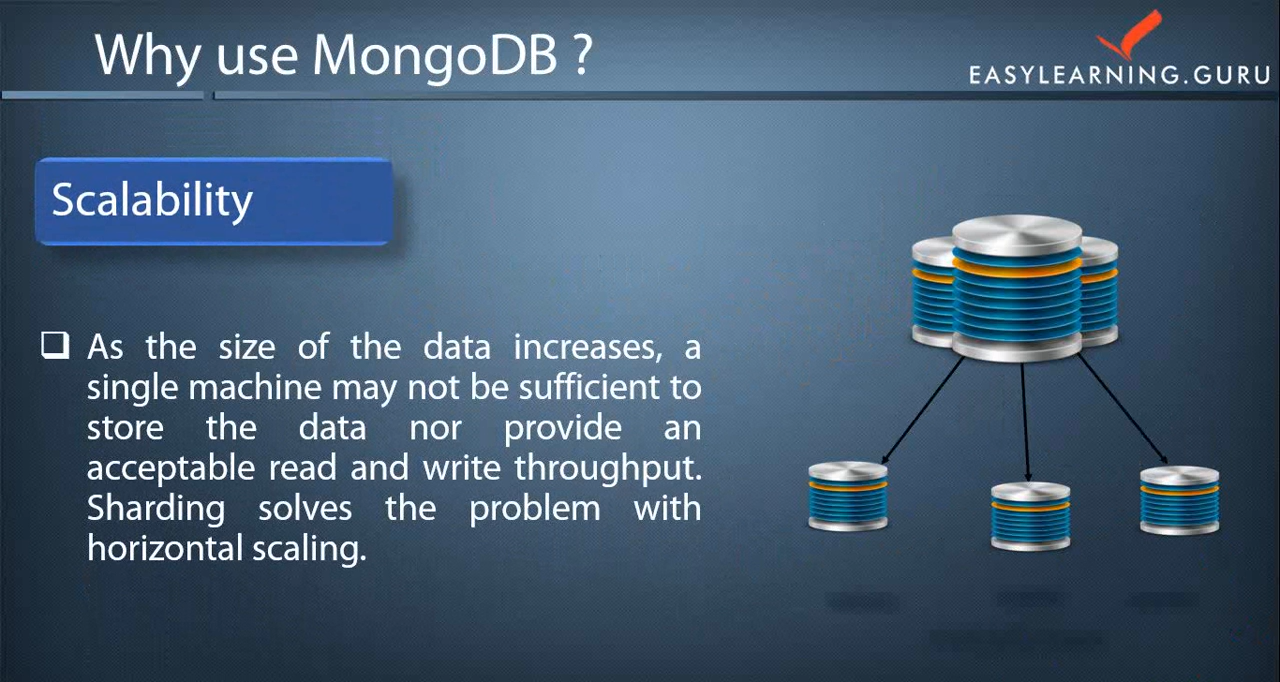 Why use MongoDB ?
EASYLEARNING.GURU
Scalability
As the size of the data increases, a
single machine may not be sufficient to
store the data nor provide an
acceptable read and write throughput.
Sharding solves the problem with
horizontal scaling.